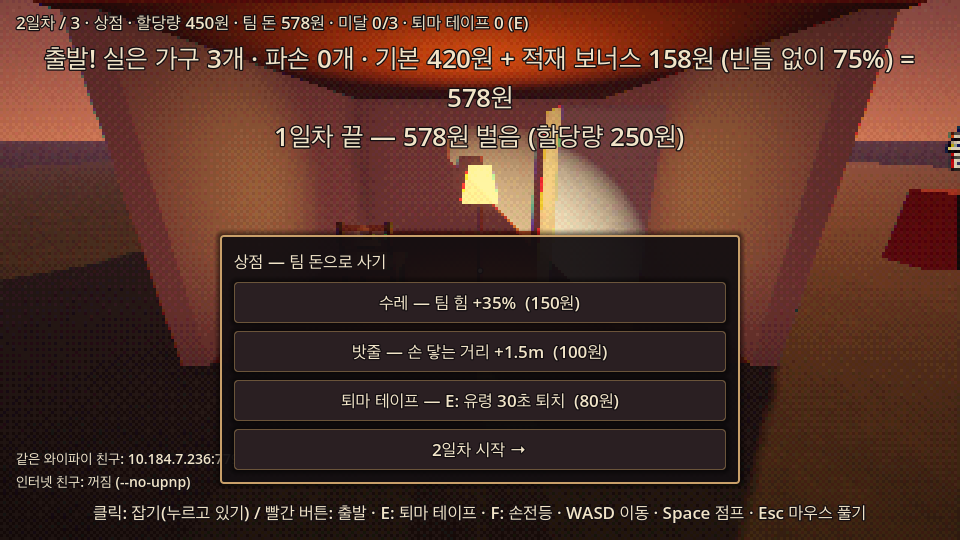 2일차 / 3 · 상점 · 할당량 450원 · 팀 돈 578원 · 미달 0/3 · 퇴마 테이프 0 (E)
출발! 실은 가구 3개 · 파손 0개 · 기본 420원 + 적재 보너스 158원 (빈틈 없이 75%) =
578원
1일차 끝 — 578원 벌음 (할당량 250원)
상점 — 팀 돈으로 사기
수레 — 팀 힘 +35% (150원)
밧줄 — 손 닿는 거리 +1.5m (100원)
퇴마 테이프 — E: 유령 30초 퇴치 (80원)
2일차 시작 →
같은 와이파이 친구: 10.184.7.236:7
인터넷 친구: 꺼짐 (--no-upnp)
클릭: 잡기(누르고 있기) / 빨간 버튼: 출발 · E: 퇴마 테이프 · F: 손전등 · WASD 이동 · Space 점프 · Esc 마우스 풀기